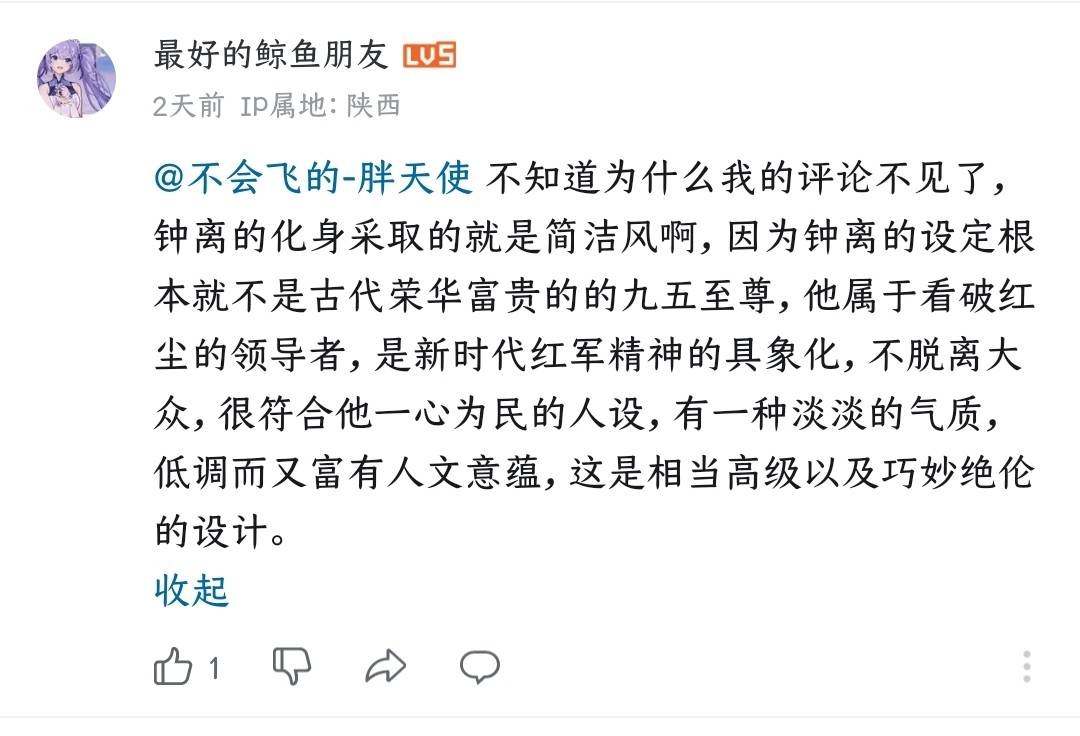 最好的鲸鱼朋友 LV5
2天前 IP属地：陕西
@不会飞的-胖天使 不知道为什么我的评论不见了，
钟离的化身采取的就是简洁风啊，因为钟离的设定根
本就不是古代荣华富贵的的九五至尊，他属于看破红
尘的领导者，是新时代红军精神的具象化，不脱离大
众，很符合他一心为民的人设，有一种淡淡的气质，
低调而又富有人文意蕴，这是相当高级以及巧妙绝伦
的设计。
收起
1